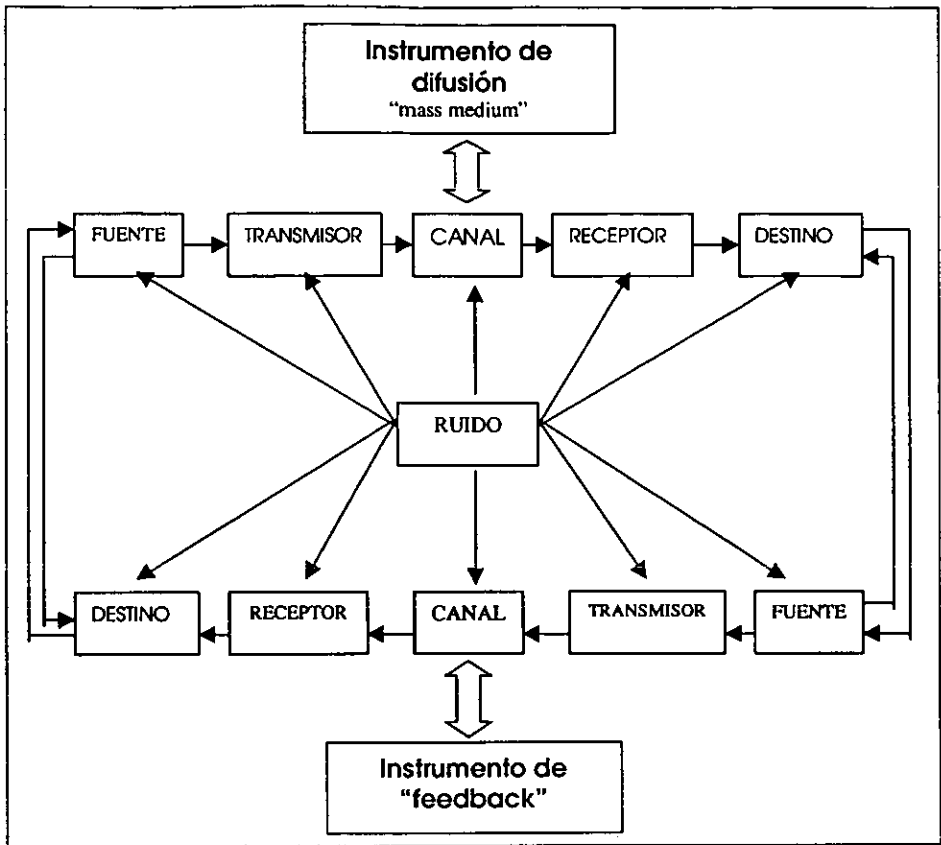 Instrumento de
difusión
"mass medium"
FUENTE
TRANSMISOR
CANAL
RECEPTOR
DESTINO
RUIDO
DESTINO
RECEPTOR
CANAL
TRANSMISOR
FUENTE
Instrumento de
"feedback"